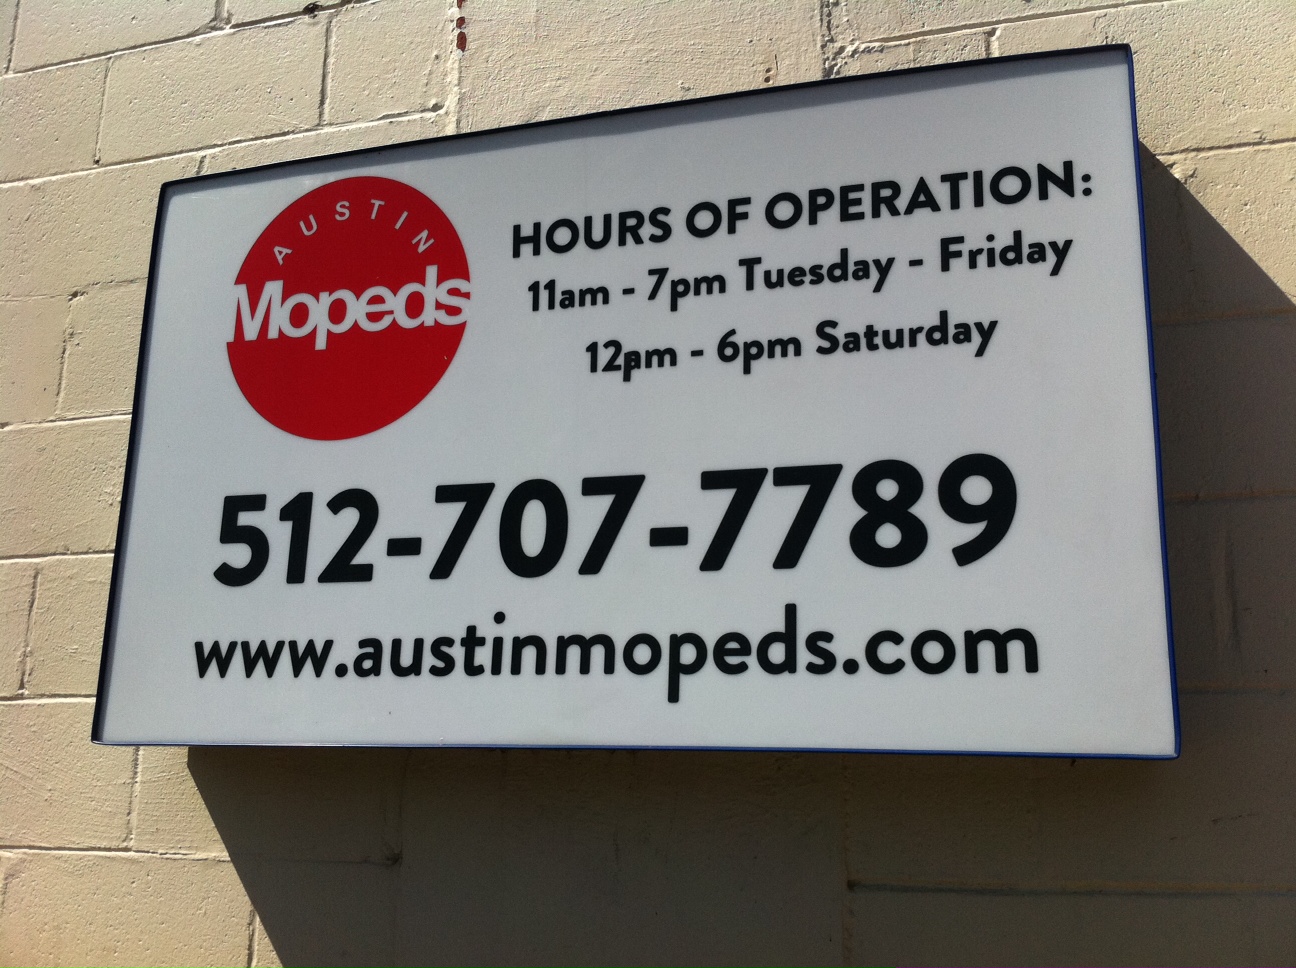 AUSTIN
Mopeds
HOURS OF OPERATION:
11am - 7pm Tuesday - Friday
12pm - 6pm Saturday
512-707-7789
www.austinmopeds.com